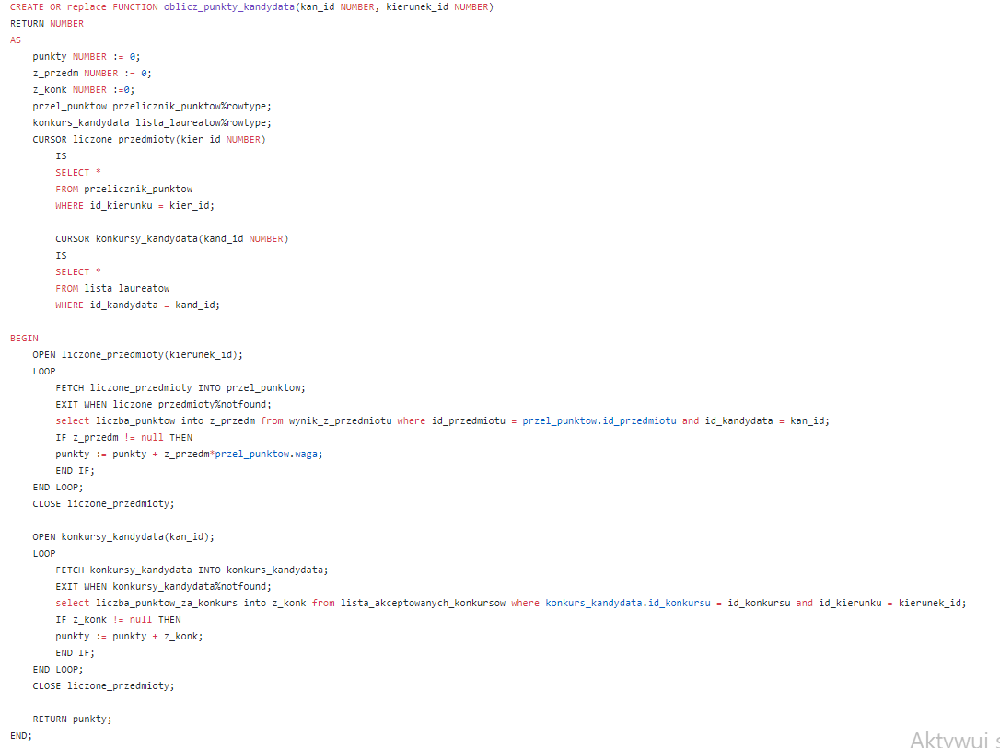 CREATE OR replace FUNCTION oblicz_punkty_kandydata(kan_id NUMBER, kierunek_id NUMBER)
RETURN NUMBER
AS
punkty NUMBER := 0;
z_przedm NUMBER := 0;
z_konk NUMBER :=0;
przel_punktow przelicznik_punktow%rowtype;
konkurs_kandydata lista_laureatow%rowtype;
CURSOR liczone_przedmioty(kier_id NUMBER)
IS
SELECT *
FROM przelicznik_punktow
WHERE id_kierunku = kier_id;
CURSOR konkursy_kandydata(kand_id NUMBER)
IS
SELECT *
FROM lista_laureatow
WHERE id_kandydata = kand_id;
BEGIN
OPEN liczone_przedmioty(kierunek_id);
LOOP
FETCH liczone_przedmioty INTO przel_punktow;
EXIT WHEN liczone_przedmioty%notfound;
select liczba_punktow into z_przedm from wynik_z_przedmiotu where id_przedmiotu = przel_punktow.id_przedmiotu and id_kandydata = kan_id;
IF z_przedm != null THEN
punkty := punkty + z_przedm*przel_punktow.waga;
END IF;
END LOOP;
CLOSE liczone_przedmioty;
OPEN konkursy_kandydata(kan_id);
LOOP
FETCH konkursy_kandydata INTO konkurs_kandydata;
EXIT WHEN konkursy_kandydata%notfound;
select liczba_punktow_za_konkurs into z_konk from lista_akceptowanych_konkursow where konkurs_kandydata.id_konkursu = id_konkursu and id_kierunku = kierunek_id;
IF z_konk != null THEN
punkty := punkty + z_konk;
END IF;
END LOOP;
CLOSE liczone_przedmioty;
RETURN punkty;
END;
Aktywuj s